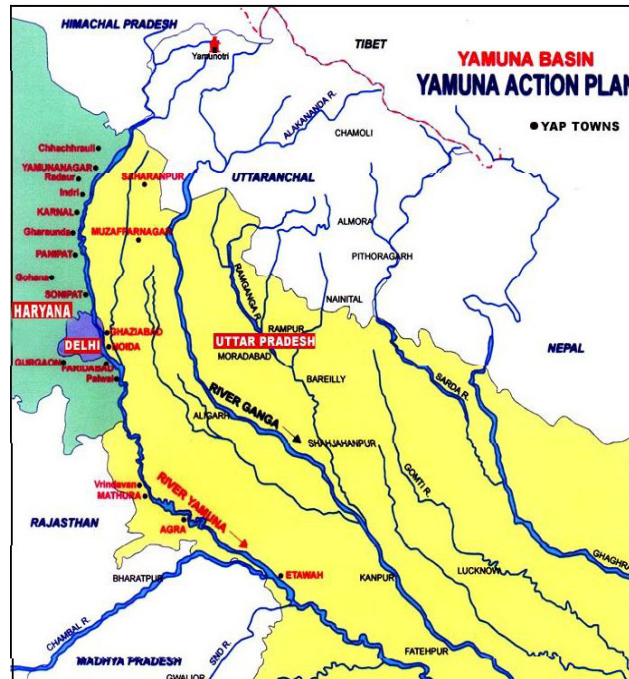 HIMACHAL PRADESH
TIBET
Yamunotri
YAMUNA BASIN
YAMUNA ACTION PLAN
YAP TOWNS
ALAKANANDA R.
CHAMOLI
Chhachhrauli
YAMUNANAGAR
Radaur
SAHARANPUR
UTTARANCHAL
Indri
KARNAL
ALMORA
Gharaunda
MUZAFFARNAGAR
PITHORAGARH
PANIPAT
Gohana
RAMGANGA R.
SONIPAT
NAINITAL
HARYANA
RAMPUR
GHAZIABAD
DELHI
NOIDA
UTTAR PRADESH
NEPAL
MORADABAD
GURGAON
FARIDABAD
Palwal
BAREILLY
SARDA R.
RIVER GANGA
ALIGARH
SHAHJAHANPUR
GOMTI R.
Vrindavan
MATHURA
RIVER YAMUNA
RAJASTHAN
AGRA
GHAGHRA
LUCKNOW
BHARATPUR
ETAWAH
KANPUR
CHAMBAL R.
SND R.
FATEHPUR
MADHYA PRADESH
GWALIOR